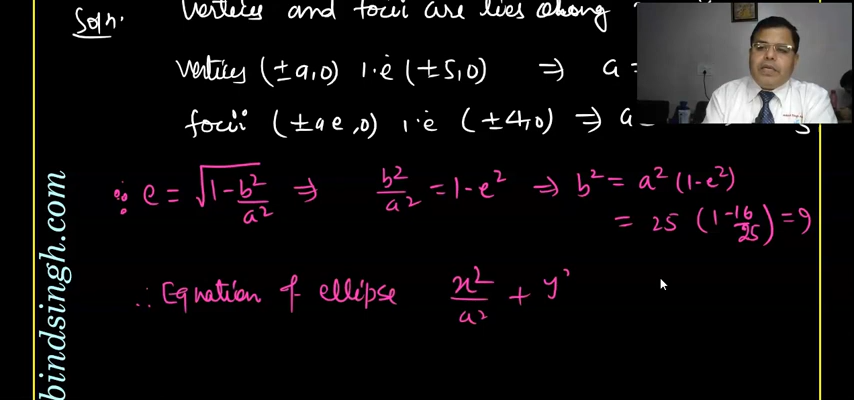 Soln. Vertices and focii are lies along
vertices (±a,0) i.e (±5,0) ⇒ a =
focii (±ae,0) i.e (±4,0) ⇒ a
∵ e = √(1-b²/a²) ⇒ b²/a² = 1-e² ⇒ b² = a² (1-e²)
= 25 (1-16/25) = 9
∴ Equation of ellipse x²/a² + y²
bindsingh.com